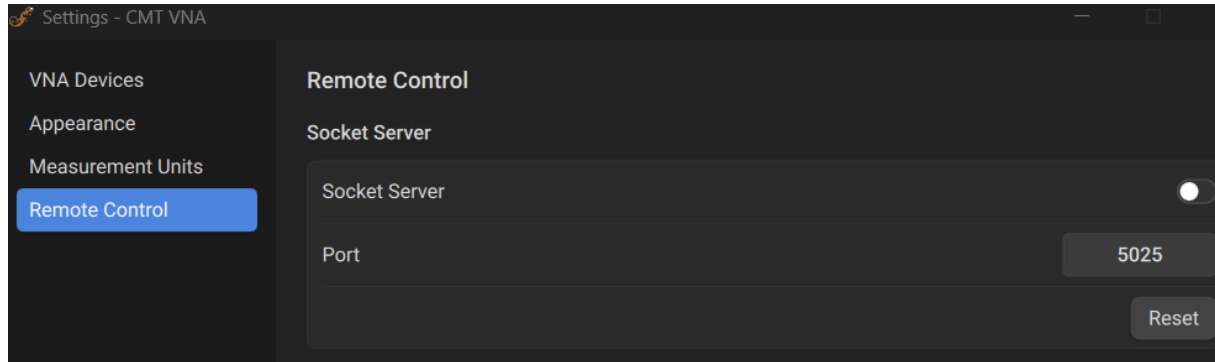 Settings - CMT VNA
VNA Devices
Appearance
Measurement Units
Remote Control
Remote Control
Socket Server
Socket Server
Port
5025
Reset